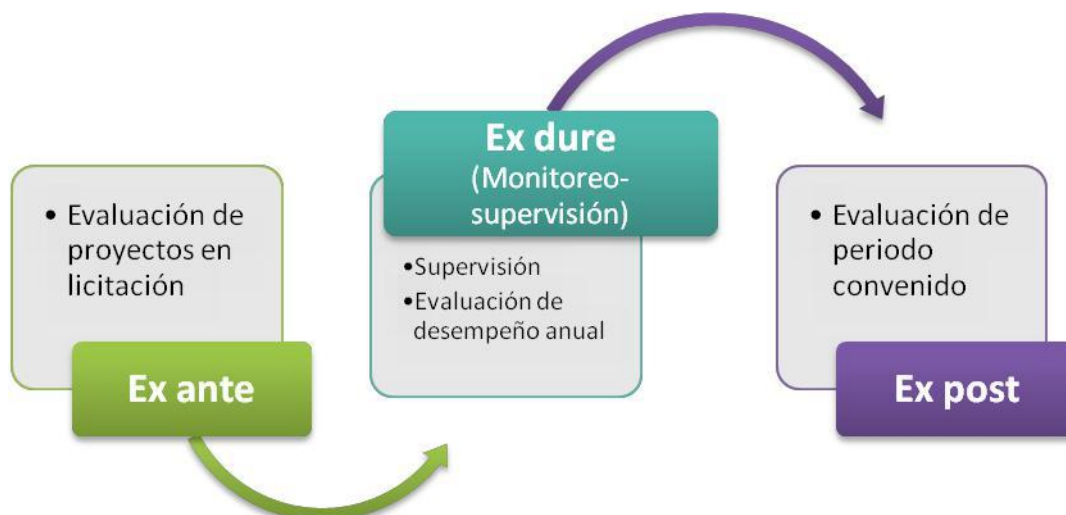 • Evaluación de
proyectos en
licitación
Ex ante
Ex dure
(Monitoreo-
supervisión)
•Supervisión
•Evaluación de
desempeño anual
• Evaluación de
periodo
convenido
Ex post